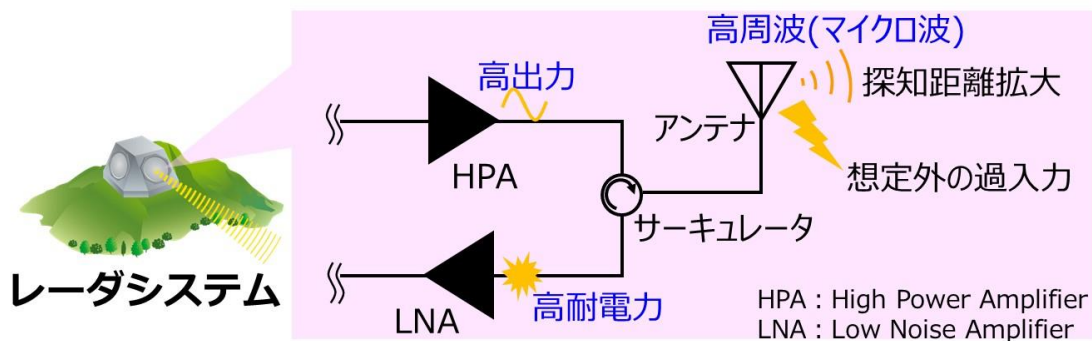 高周波(マイクロ波)
高出力
探知距離拡大
アンテナ
HPA
想定外の過入力
サーキュレータ
レーダシステム
高耐電力
LNA
HPA : High Power Amplifier
LNA : Low Noise Amplifier